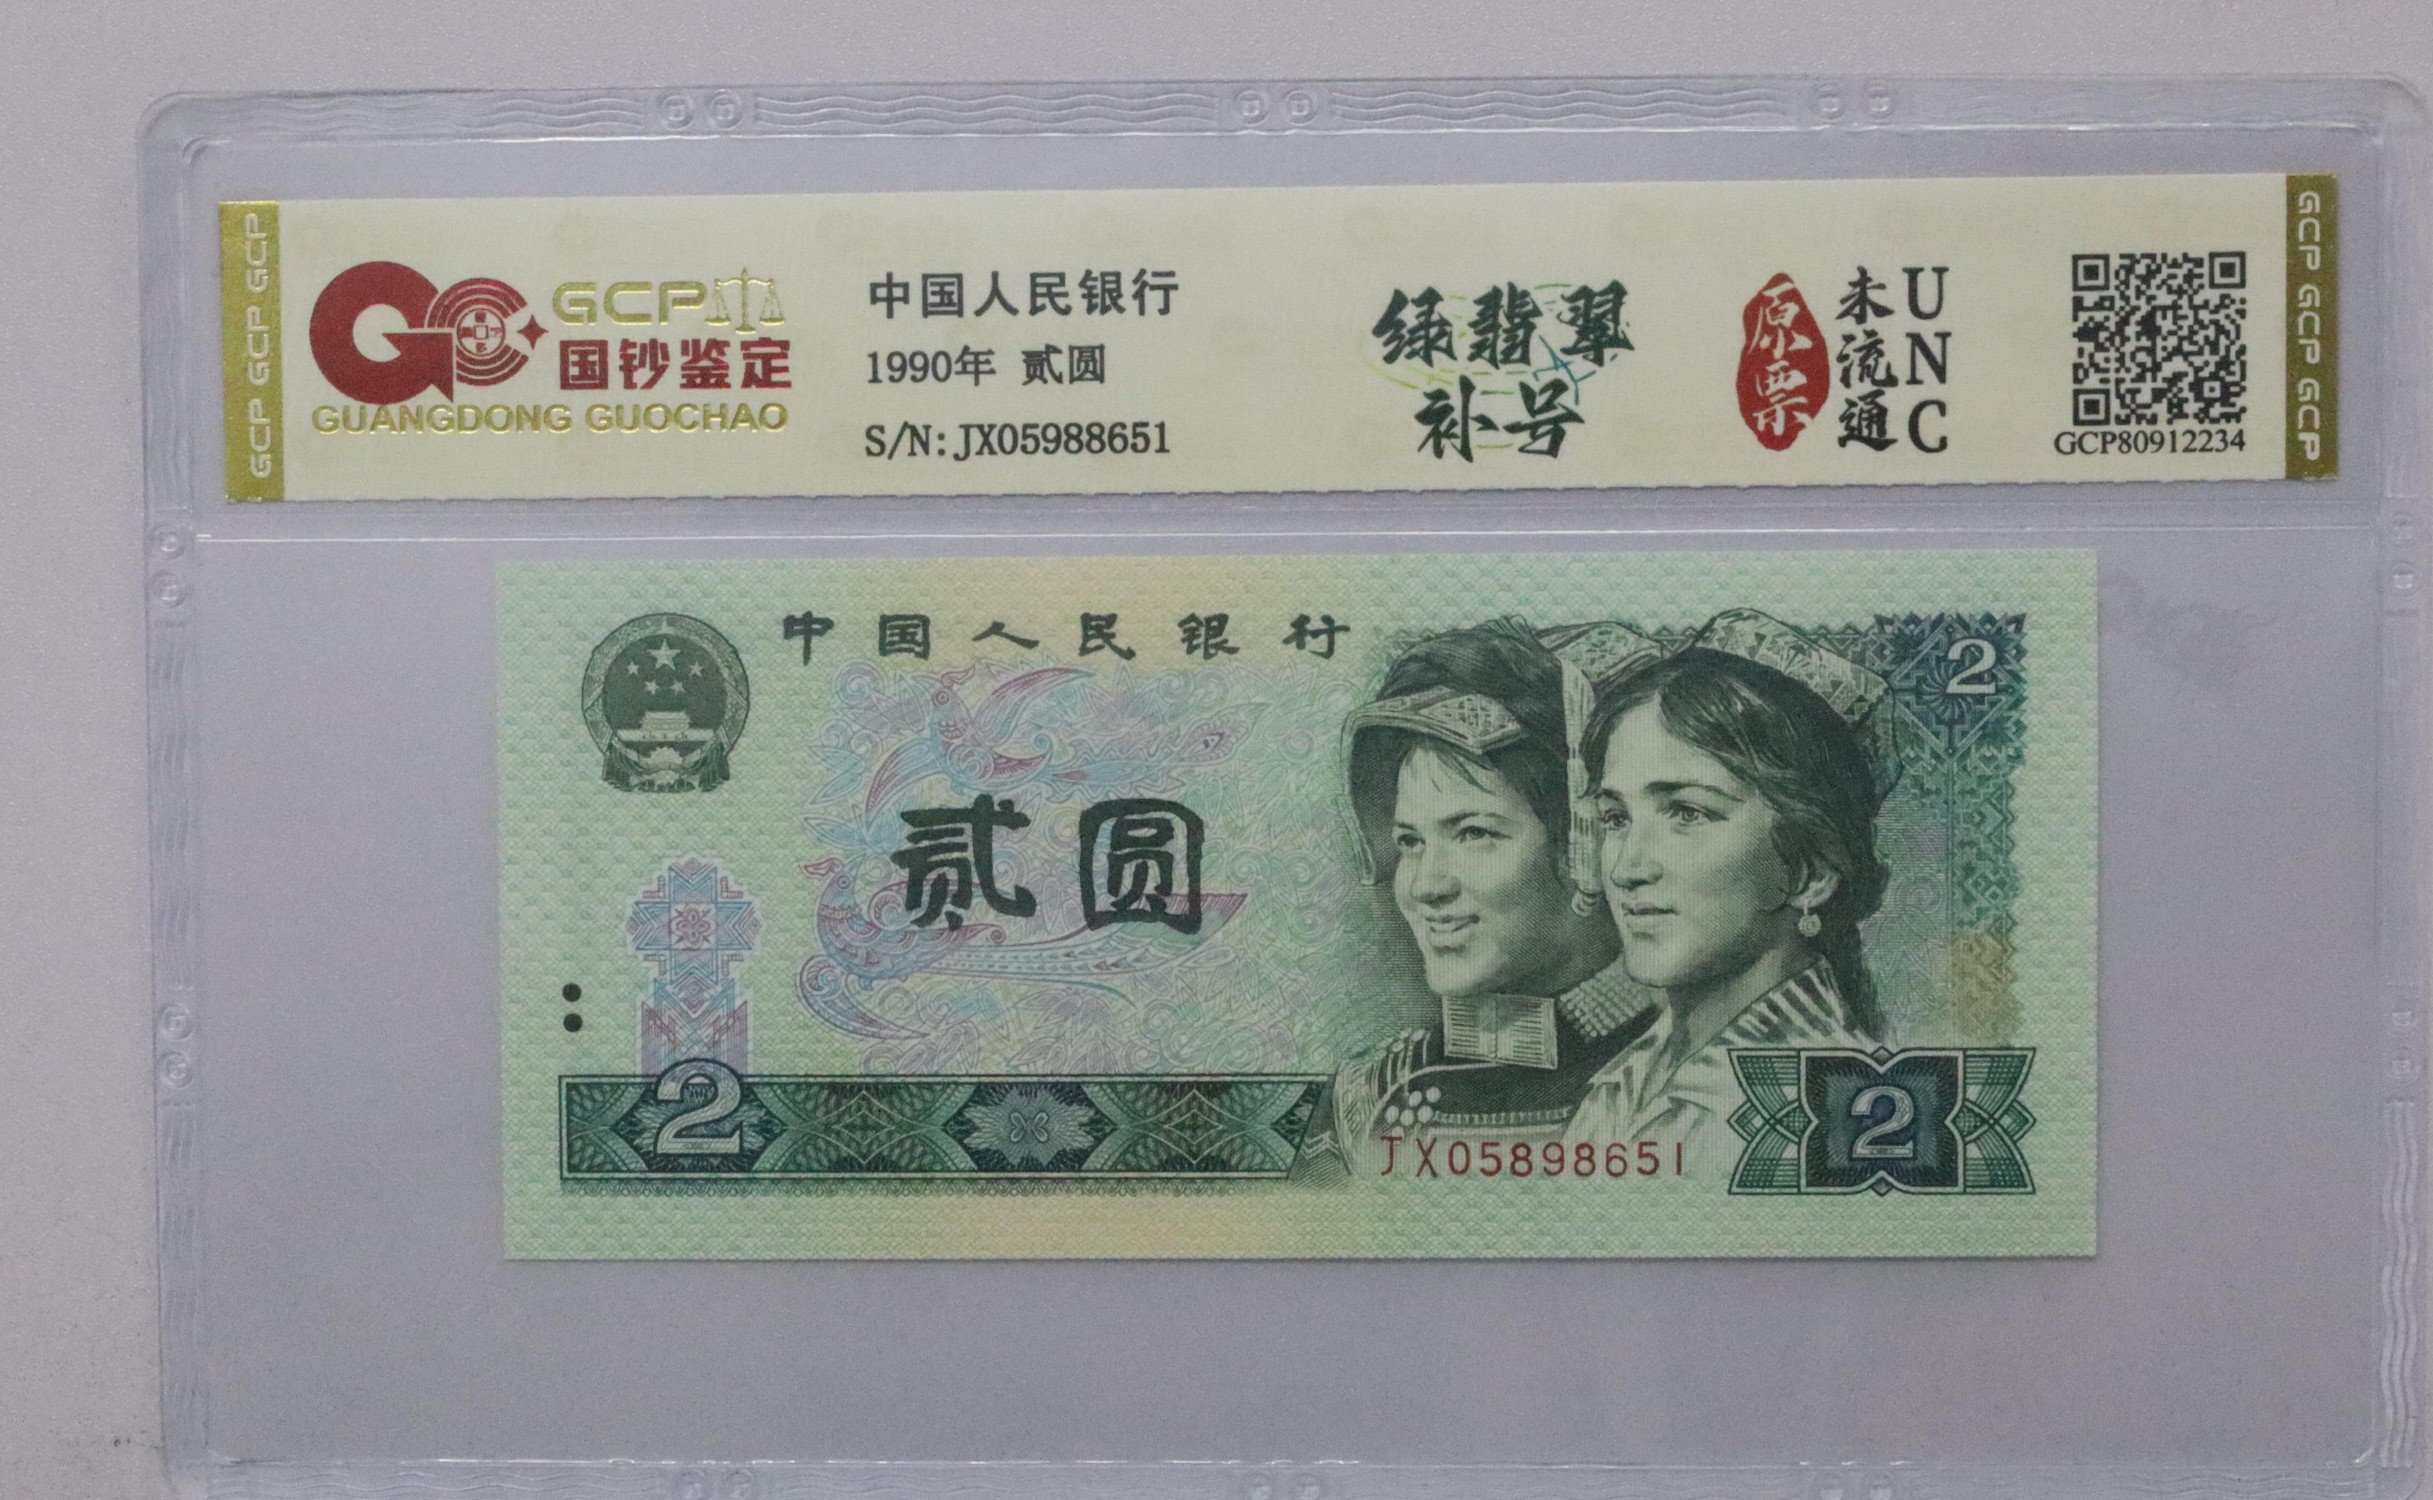 GCP GCP GCP
GCP
国钞鉴定
GUANGDONG GUOCHAO
中国人民银行
1990年 贰圆
S/N:JX05988651
绿翡翠
补号
原票
未流通
UNC
GCP80912234
GCP GCP GCP
中国人民银行
2
贰圆
2
JX05898651
2